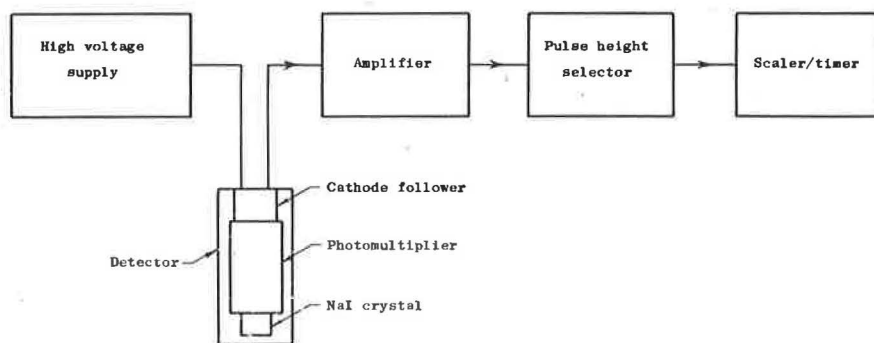 High voltage
supply
Amplifier
Pulse height
selector
Scaler/timer
Cathode follower
Photomultiplier
Detector
NaI crystal